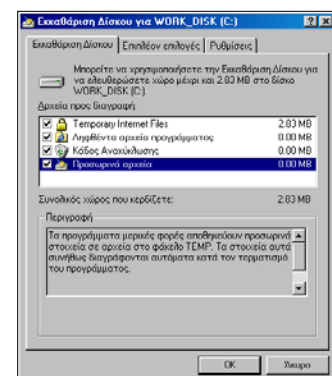 Εκκαθάριση Δίσκου για WORK_DISK (C:)
Εκκαθάριση Δίσκου Επιπλέον επιλογές Ρυθμίσεις
Μπορείτε να χρησιμοποιήσετε την Εκκαθάριση Δίσκου για
να ελευθερώσετε χώρο μέχρι και 2.83 MB στο δίσκο
WORK_DISK (C:).
Αρχεία προς διαγραφή:
Temporary Internet Files 2.83 MB
Ληφθέντα αρχεία προγράμματος 0.00 MB
Κάδος Ανακύκλωσης 0.00 MB
Προσωρινά αρχεία 0.00 MB
Συνολικός χώρος που κερδίζετε: 2.83 MB
Περιγραφή
Τα προγράμματα μερικές φορές αποθηκεύουν προσωρινά
στοιχεία σε αρχεία στο φάκελο TEMP. Τα στοιχεία αυτά
συνήθως διαγράφονται αυτόματα κατά τον τερματισμό
του προγράμματος.
OK Άκυρο